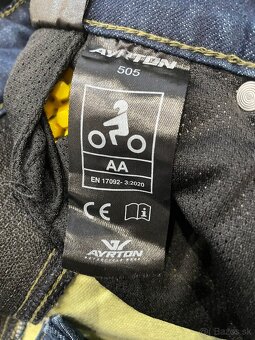 AYRTON
505
AA
EN 17092- 3:2020
CE
i
AYRTON
Bazos.sk